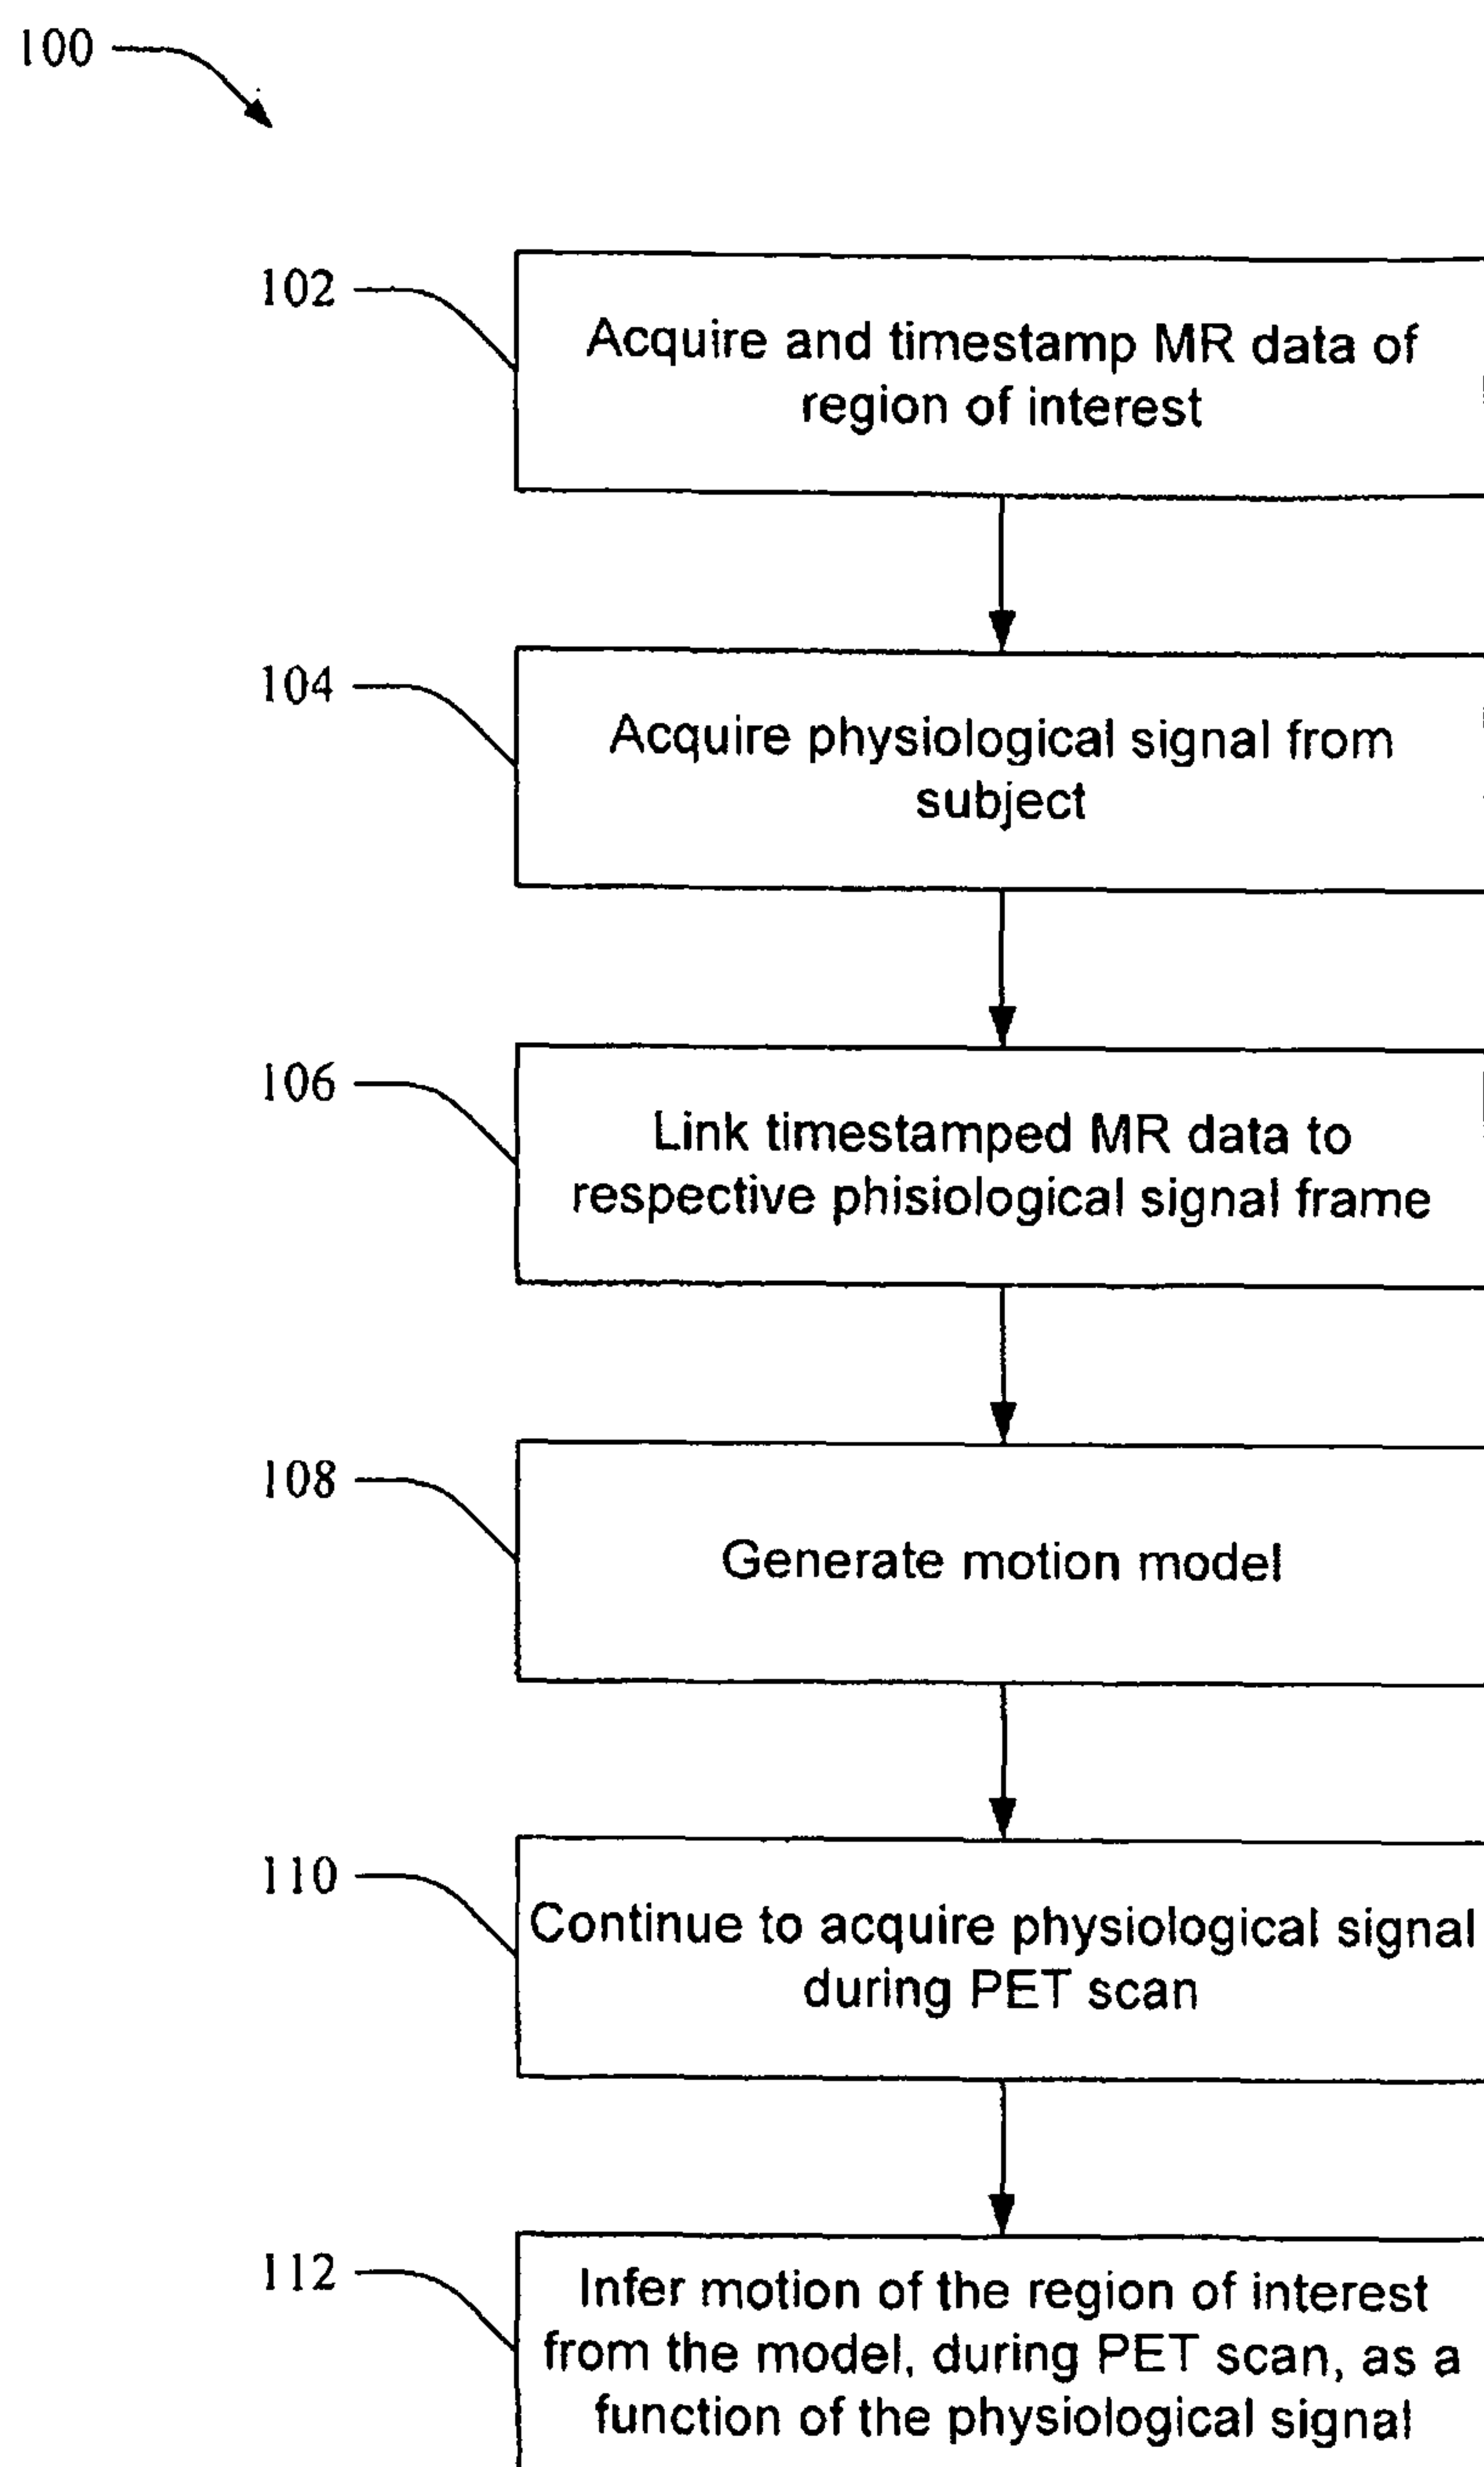 100
102
Acquire and timestamp MR data of
region of interest
104
Acquire physiological signal from
subject
106
Link timestamped MR data to
respective phisiological signal frame
108
Generate motion model
110
Continue to acquire physiological signal
during PET scan
112
Infer motion of the region of interest
from the model, during PET scan, as a
function of the physiological signal